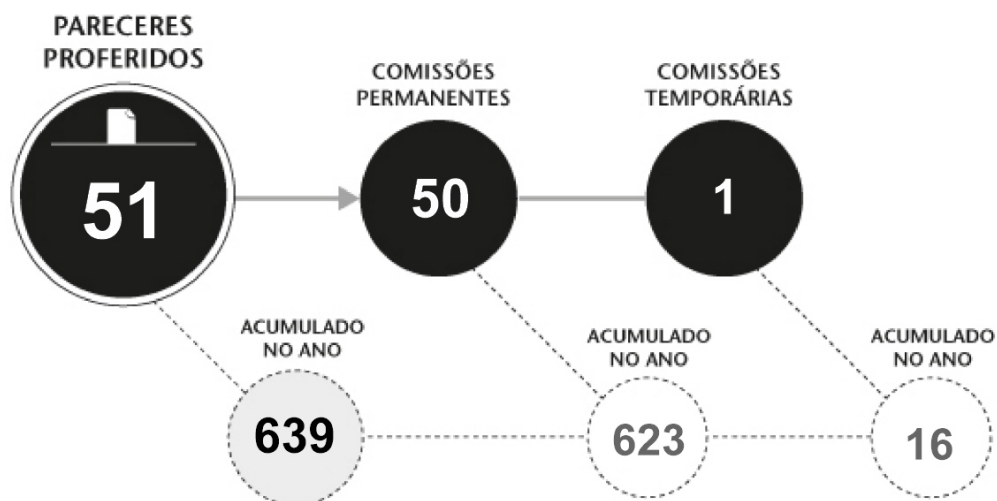 PARECERES
PROFERIDOS
51
COMISSÕES
PERMANENTES
50
COMISSÕES
TEMPORÁRIAS
1
ACUMULADO
NO ANO
639
ACUMULADO
NO ANO
623
ACUMULADO
NO ANO
16